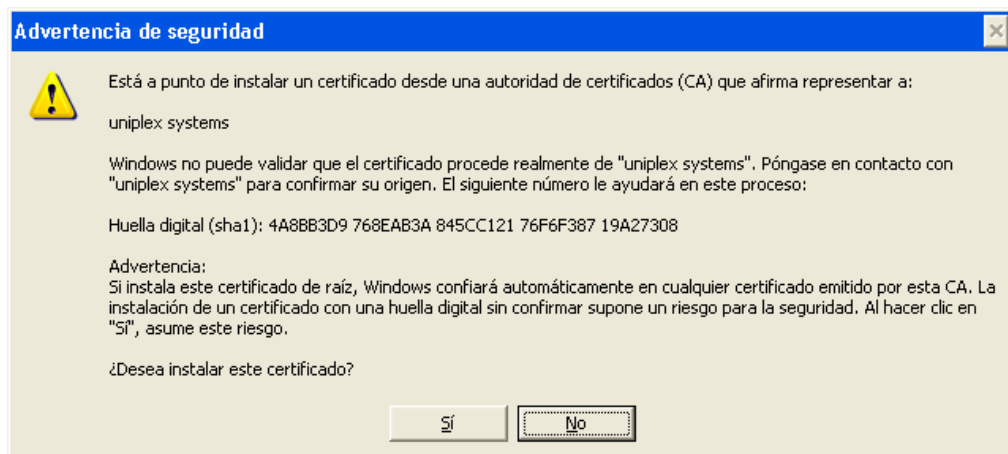 Advertencia de seguridad
Está a punto de instalar un certificado desde una autoridad de certificados (CA) que afirma representar a:
uniplex systems
Windows no puede validar que el certificado procede realmente de "uniplex systems". Póngase en contacto con
"uniplex systems" para confirmar su origen. El siguiente número le ayudará en este proceso:
Huella digital (sha1): 4A8BB3D9 768EAB3A 845CC121 76F6F387 19A27308
Advertencia:
Si instala este certificado de raíz, Windows confiará automáticamente en cualquier certificado emitido por esta CA. La
instalación de un certificado con una huella digital sin confirmar supone un riesgo para la seguridad. Al hacer clic en
"Sí", asume este riesgo.
¿Desea instalar este certificado?
Sí
No